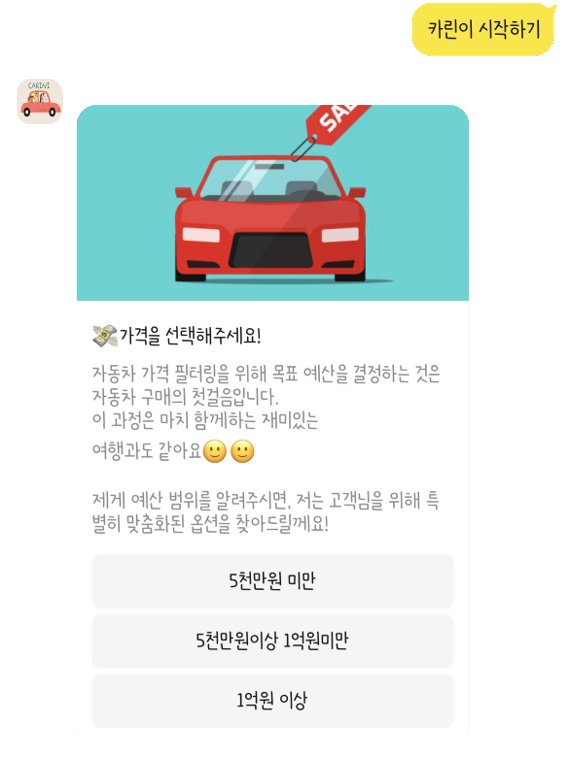 카린이 시작하기
CARINI
SALE
💸가격을 선택해주세요!
자동차 가격 필터링을 위해 목표 예산을 결정하는 것은
자동차 구매의 첫걸음입니다.
이 과정은 마치 함께하는 재미있는
여행과도 같아요🙂🙂
제게 예산 범위를 알려주시면, 저는 고객님을 위해 특
별히 맞춤화된 옵션을 찾아드릴께요!
5천만원 미만
5천만원이상 1억원미만
1억원 이상